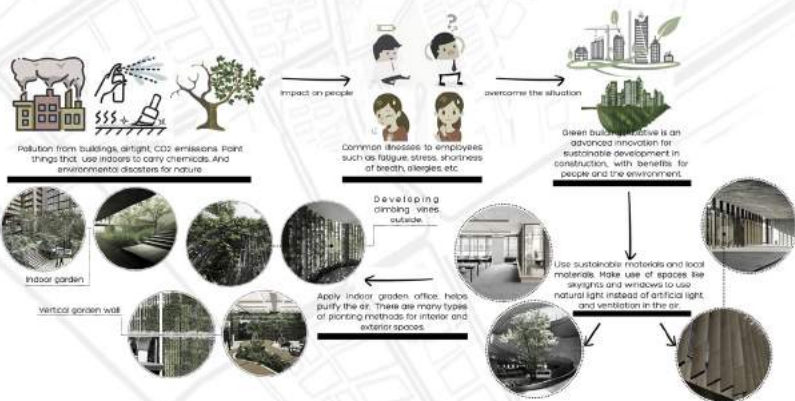 Impact on people
overcome the situation
Pollution from buildings, airtight, CO2 emissions. Paint
things that use indoors to carry chemicals. And
environmental disasters for nature
Common illnesses to employees
such as fatigue, stress, shortness
of breath, allergies, etc.
Green building initiative is an
advanced innovation for
sustainable development in
construction, with benefits for
people and the environment.
Developing
climbing vines
outside.
Indoor garden
Vertical garden wall
Apply indoor graden office, helps
purify the air. There are many types
of planting methods for interior and
exterior spaces.
Use sustainable materials and local
materials. Make use of spaces like
skylights and windows to use
natural light instead of artificial light
and ventilation in the air.